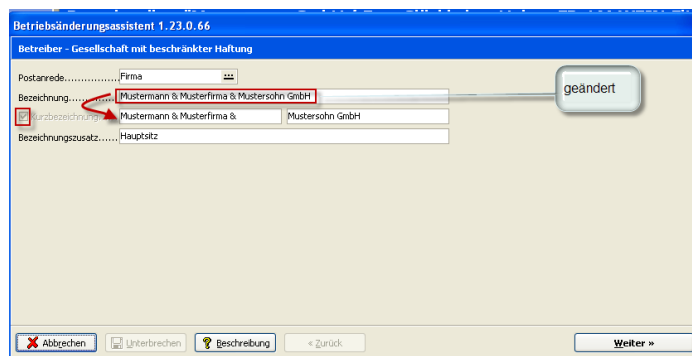 Betriebsänderungsassistent 1.23.0.66
Betreiber - Gesellschaft mit beschränkter Haftung
Postanrede................ Firma
Bezeichnung............... Mustermann & Musterfirma & Mustersohn GmbH
geändert
Kurzbezeichnung Mustermann & Musterfirma & Mustersohn GmbH
Bezeichnungszusatz...... Hauptsitz
Abbrechen Unterbrechen Beschreibung « Zurück Weiter »